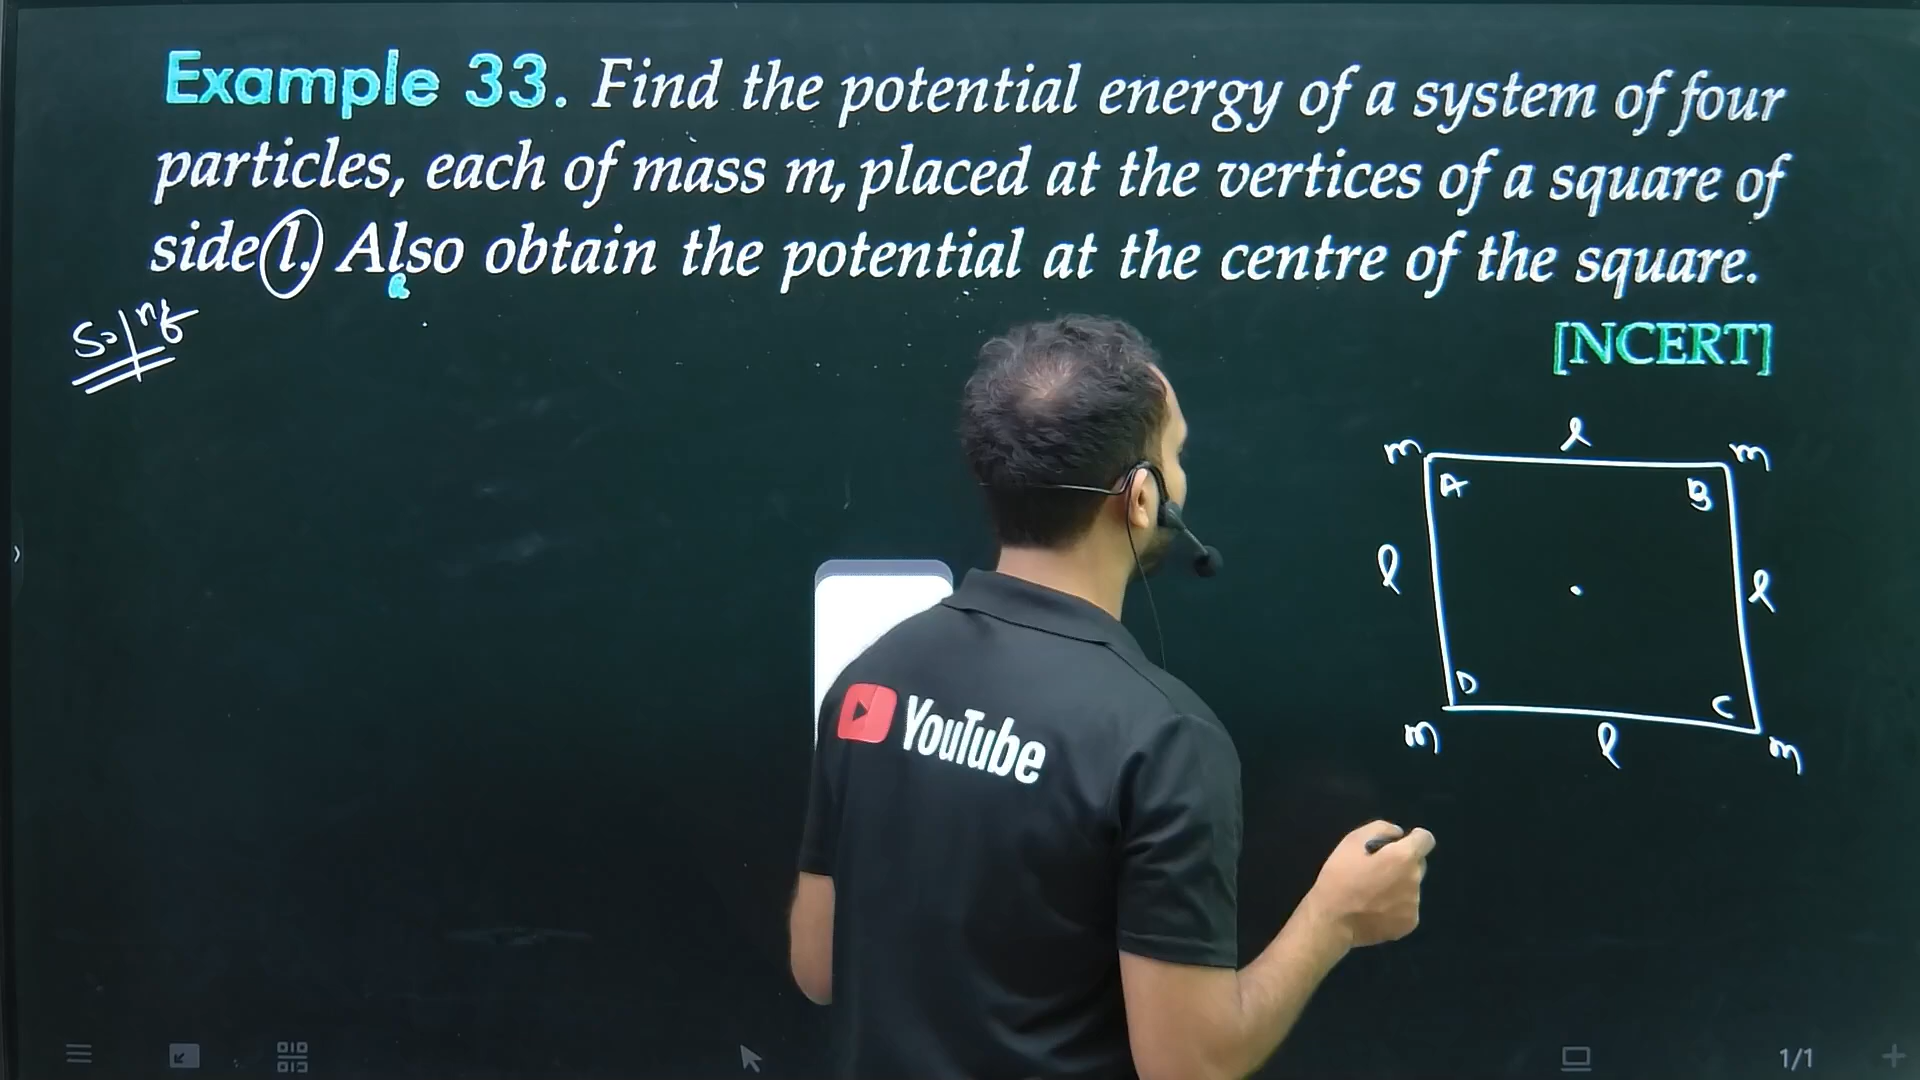 Example 33. Find the potential energy of a system of four
particles, each of mass m, placed at the vertices of a square of
side l. Also obtain the potential at the centre of the square.
[NCERT]
Soln
l
m
m
A
B
l
l
D
C
m
l
m
YouTube
1/1